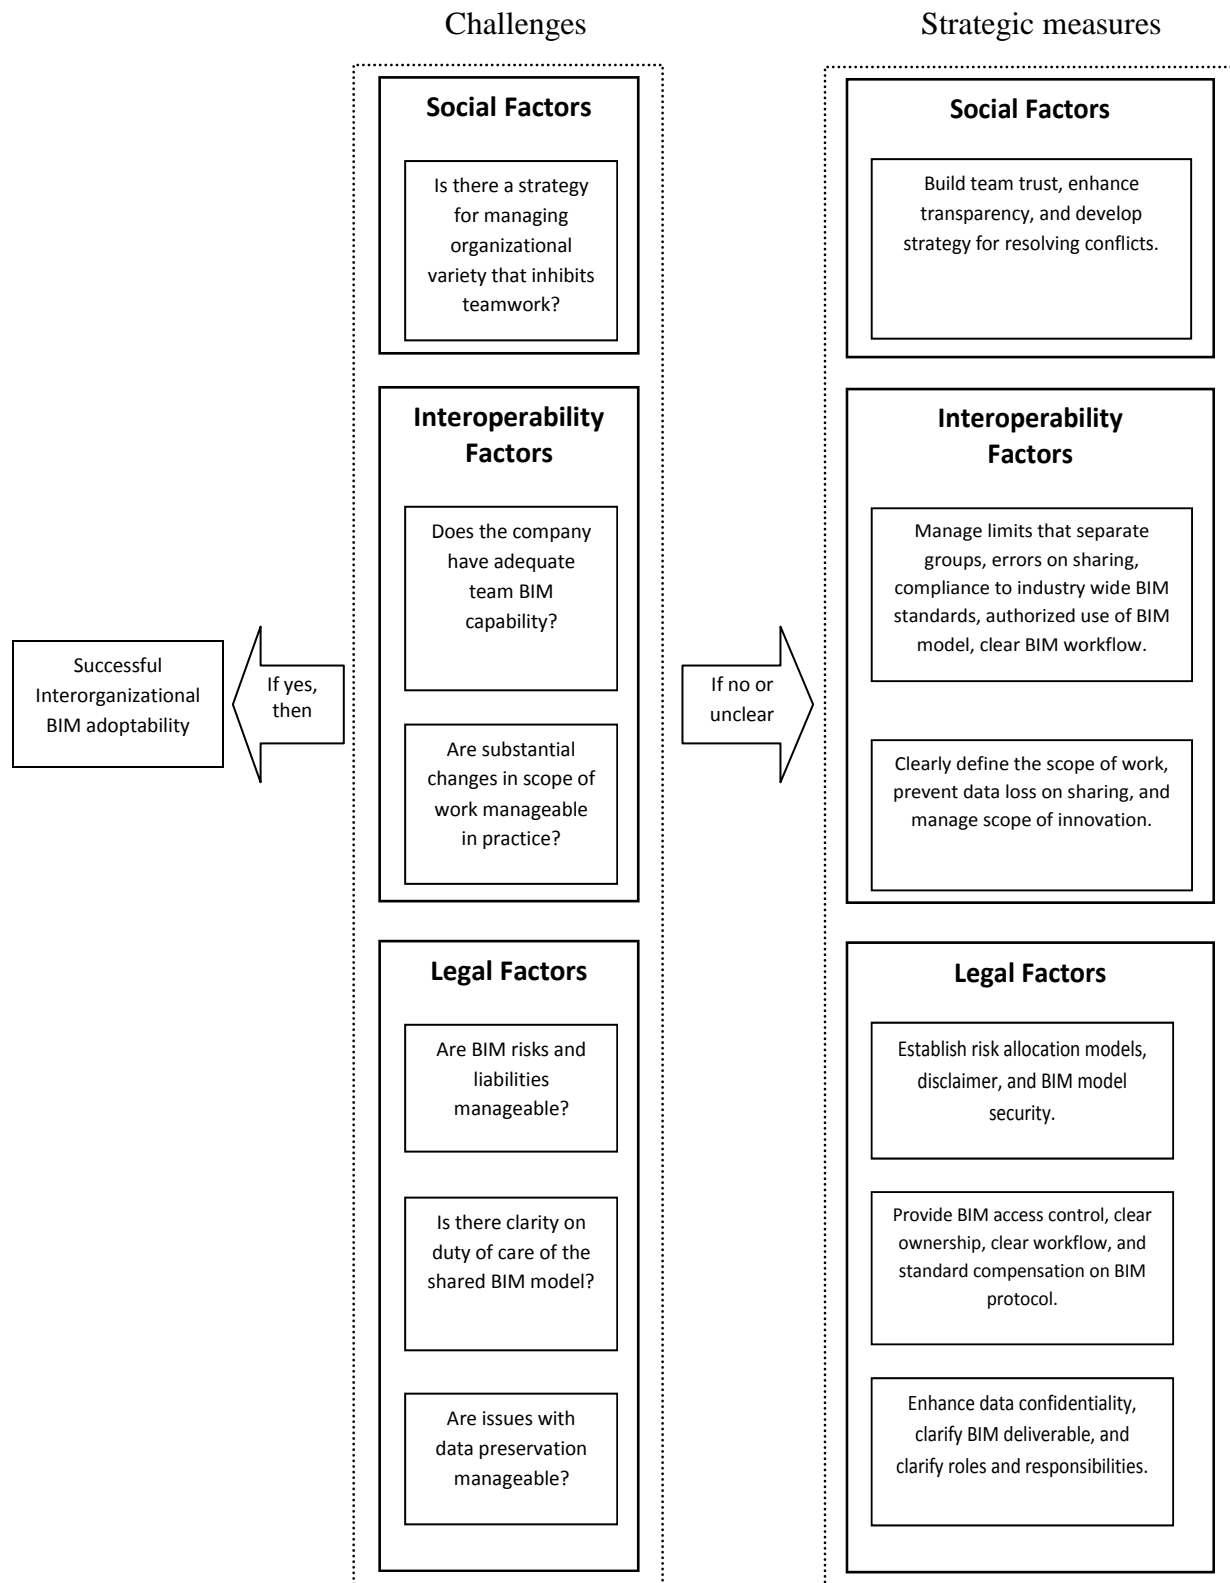 Challenges
Strategic measures
Successful
Interorganizational
BIM adoptability
If yes,
then
Social Factors
Is there a strategy
for managing
organizational
variety that inhibits
teamwork?
Interoperability
Factors
Does the company
have adequate
team BIM
capability?
Are substantial
changes in scope of
work manageable
in practice?
Legal Factors
Are BIM risks and
liabilities
manageable?
Is there clarity on
duty of care of the
shared BIM model?
Are issues with
data preservation
manageable?
If no or
unclear
Social Factors
Build team trust, enhance
transparency, and develop
strategy for resolving conflicts.
Interoperability
Factors
Manage limits that separate
groups, errors on sharing,
compliance to industry wide BIM
standards, authorized use of BIM
model, clear BIM workflow.
Clearly define the scope of work,
prevent data loss on sharing, and
manage scope of innovation.
Legal Factors
Establish risk allocation models,
disclaimer, and BIM model
security.
Provide BIM access control, clear
ownership, clear workflow, and
standard compensation on BIM
protocol.
Enhance data confidentiality,
clarify BIM deliverable, and
clarify roles and responsibilities.